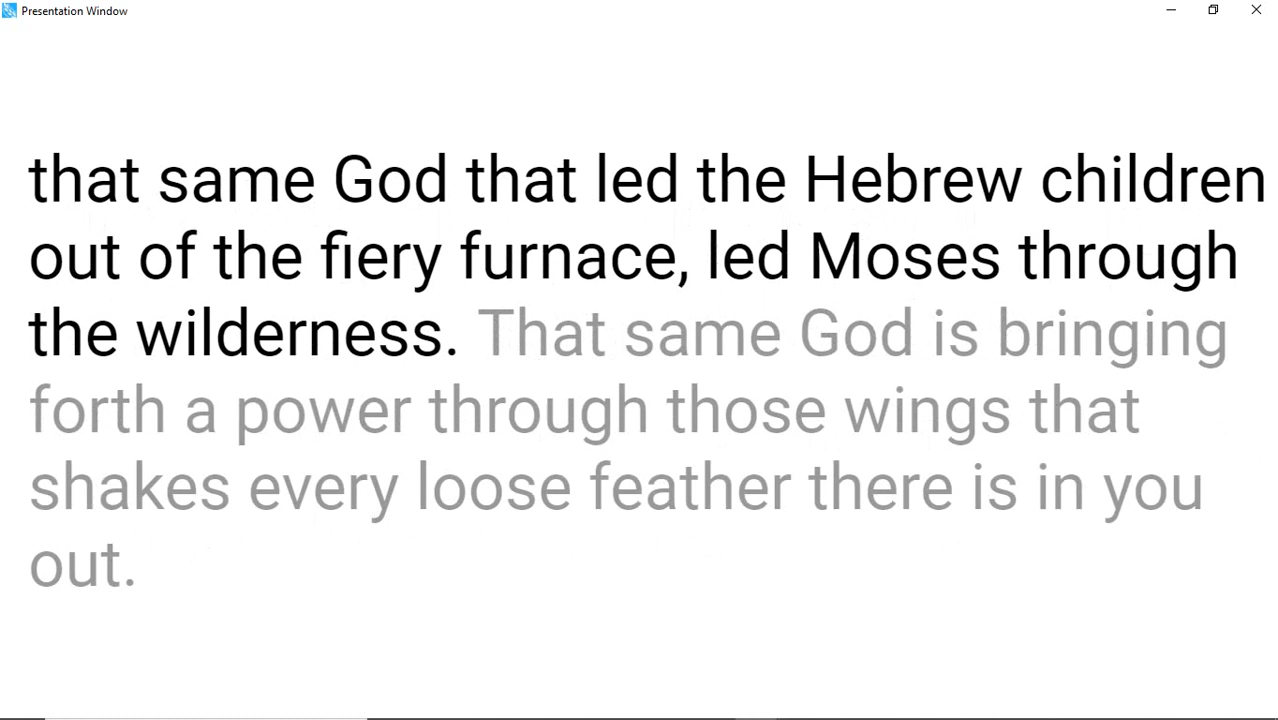 Presentation Window
that same God that led the Hebrew children
out of the fiery furnace, led Moses through
the wilderness. That same God is bringing
forth a power through those wings that
shakes every loose feather there is in you
out.